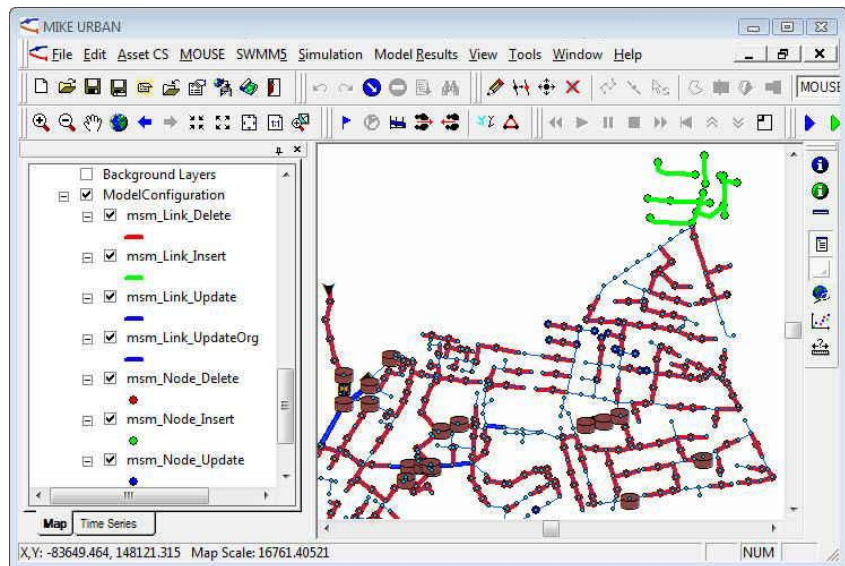 MIKE URBAN
File Edit Asset CS MOUSE SWMM5 Simulation Model Results View Tools Window Help
MOUSE
1:1
Background Layers
ModelConfiguration
msm_Link_Delete
msm_Link_Insert
msm_Link_Update
msm_Link_UpdateOrg
msm_Node_Delete
msm_Node_Insert
msm_Node_Update
Map Time Series
X,Y: -83649.464, 148121.315 Map Scale: 16761.40521 NUM